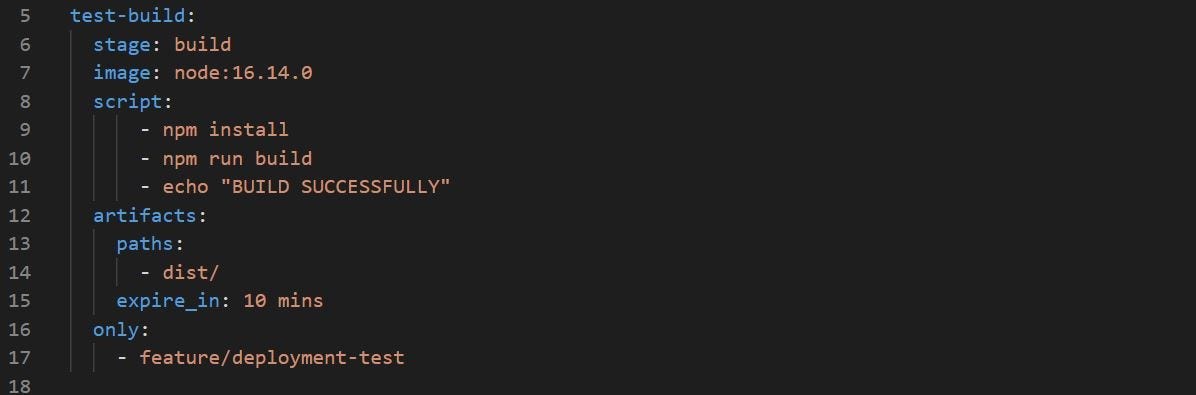 5 test-build:
6 stage: build
7 image: node:16.14.0
8 script:
9 - npm install
10 - npm run build
11 - echo "BUILD SUCCESSFULLY"
12 artifacts:
13 paths:
14 - dist/
15 expire_in: 10 mins
16 only:
17 - feature/deployment-test
18